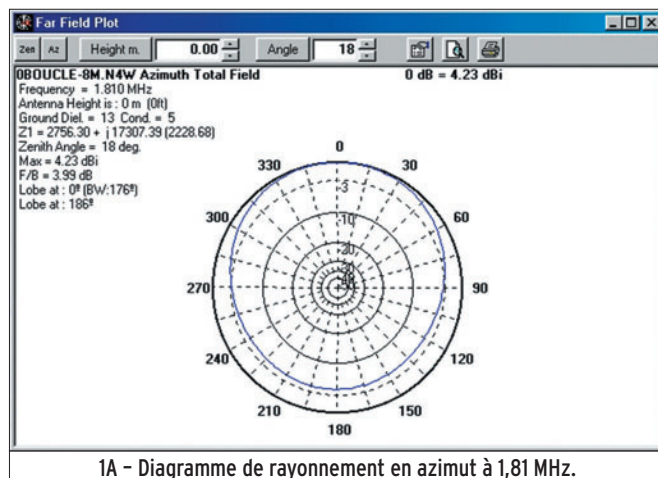 Far Field Plot
Zen Az Height m. 0.00 Angle 18
0BOUCLE-8M.N4W Azimuth Total Field 0 dB = 4.23 dBi
Frequency = 1.810 MHz
Antenna Height is : 0 m (0ft)
Ground Diel. = 13 Cond. = 5
Z1 = 2756.30 + j 17307.39 (2228.68)
Zenith Angle = 18 deg.
Max = 4.23 dBi
F/B = 3.99 dB
Lobe at : 0º (BW:176º)
Lobe at : 186º
0
330 30
-3
300 60
-10
-20
-30
270 90
240 120
210 150
180
1A – Diagramme de rayonnement en azimut à 1,81 MHz.